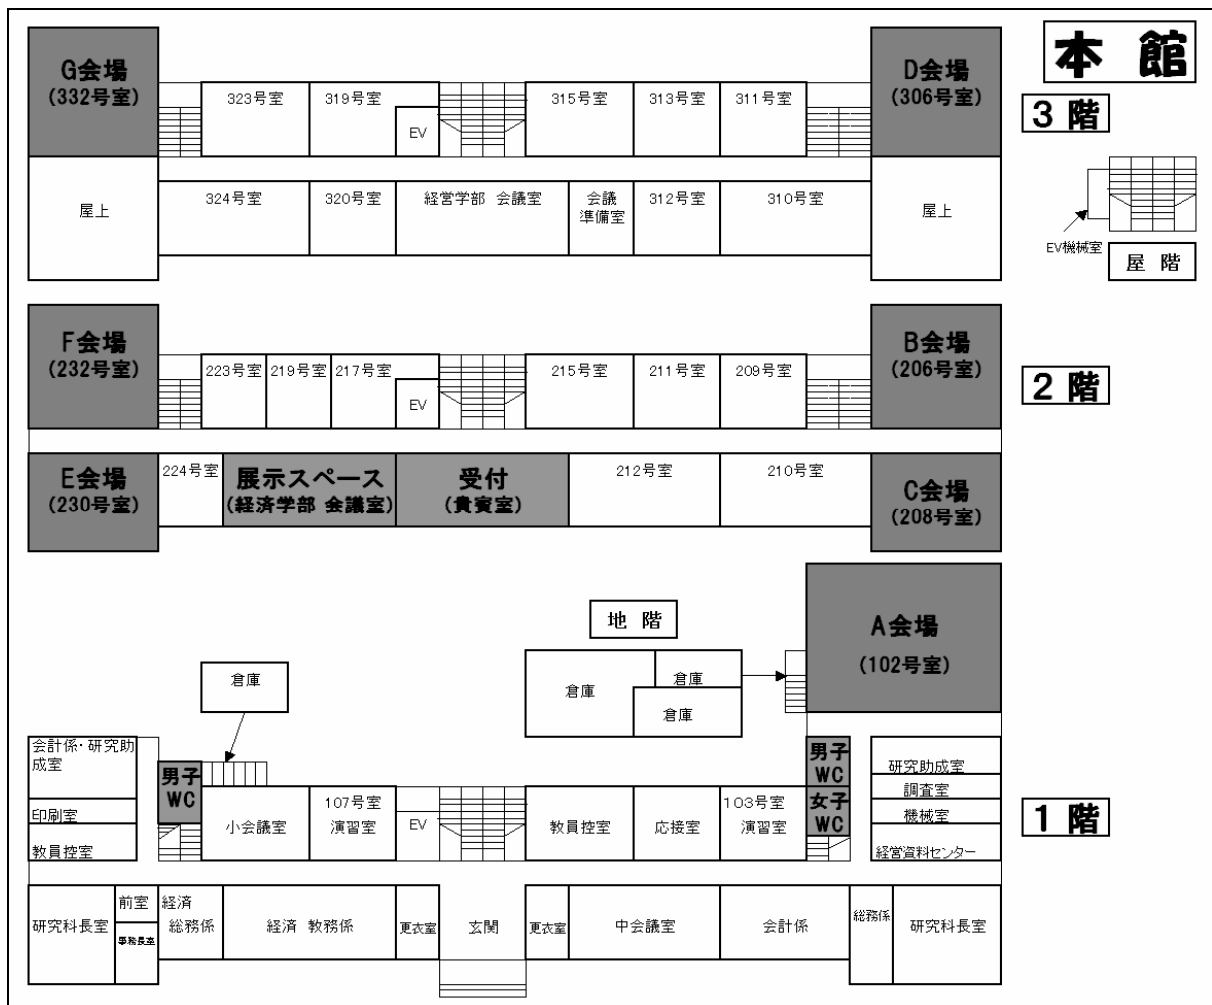 本 館
G会場
(332号室)
323号室
319号室
EV
315号室
313号室
311号室
D会場
(306号室)
3 階
屋上
324号室
320号室
経営学部 会議室
会議
準備室
312号室
310号室
屋上
EV機械室
屋 階
F会場
(232号室)
223号室
219号室
217号室
EV
215号室
211号室
209号室
B会場
(206号室)
2 階
E会場
(230号室)
224号室
展示スペース
(経済学部 会議室)
受付
(貴賓室)
212号室
210号室
C会場
(208号室)
地 階
A会場
(102号室)
倉庫
倉庫
倉庫
倉庫
会計係・研究助
成室
印刷室
教員控室
男子
WC
小会議室
107号室
演習室
EV
教員控室
応接室
103号室
演習室
男子
WC
女子
WC
研究助成室
調査室
機械室
経営資料センター
1 階
研究科長室
前室
事務長室
経済
総務係
経済 教務係
更衣室
玄関
更衣室
中会議室
会計係
総務係
研究科長室